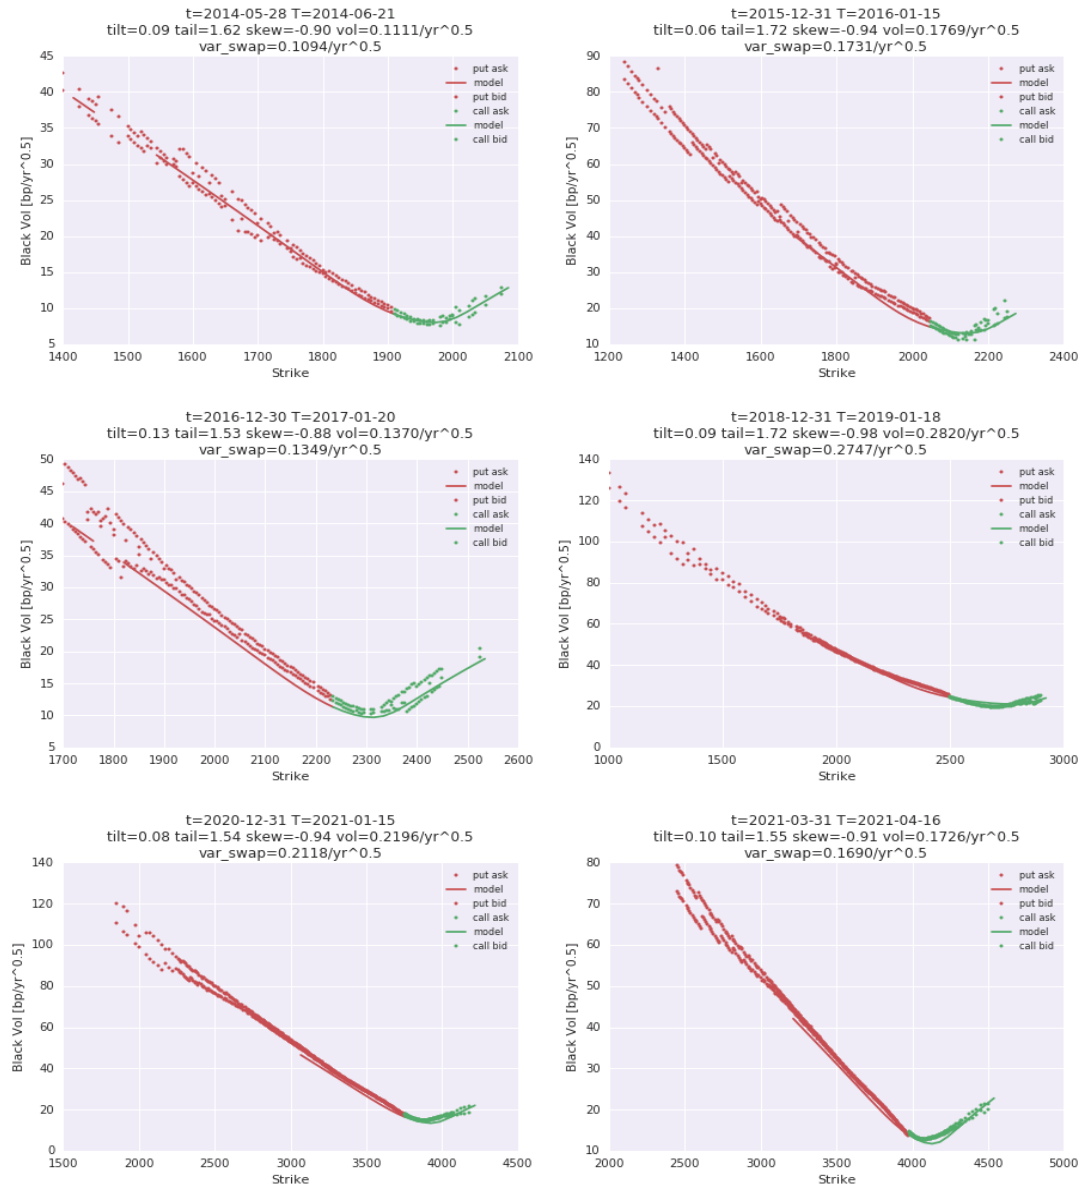 t=2014-05-28 T=2014-06-21
tilt=0.09 tail=1.62 skew=-0.90 vol=0.1111/yr^0.5
var_swap=0.1094/yr^0.5
45
40
35
30
25
20
15
10
5
Black Vol [bp/yr^0.5]
put ask
model
put bid
call ask
model
call bid
1400 1500 1600 1700 1800 1900 2000 2100
Strike
t=2015-12-31 T=2016-01-15
tilt=0.06 tail=1.72 skew=-0.94 vol=0.1769/yr^0.5
var_swap=0.1731/yr^0.5
90
80
70
60
50
40
30
20
10
Black Vol [bp/yr^0.5]
put ask
model
put bid
call ask
model
call bid
1200 1400 1600 1800 2000 2200 2400
Strike
t=2016-12-30 T=2017-01-20
tilt=0.13 tail=1.53 skew=-0.88 vol=0.1370/yr^0.5
var_swap=0.1349/yr^0.5
50
45
40
35
30
25
20
15
10
5
Black Vol [bp/yr^0.5]
put ask
model
put bid
call ask
model
call bid
1700 1800 1900 2000 2100 2200 2300 2400 2500 2600
Strike
t=2018-12-31 T=2019-01-18
tilt=0.09 tail=1.72 skew=-0.98 vol=0.2820/yr^0.5
var_swap=0.2747/yr^0.5
140
120
100
80
60
40
20
0
Black Vol [bp/yr^0.5]
put ask
model
put bid
call ask
model
call bid
1000 1500 2000 2500 3000
Strike
t=2020-12-31 T=2021-01-15
tilt=0.08 tail=1.54 skew=-0.94 vol=0.2196/yr^0.5
var_swap=0.2118/yr^0.5
140
120
100
80
60
40
20
0
Black Vol [bp/yr^0.5]
put ask
model
put bid
call ask
model
call bid
1500 2000 2500 3000 3500 4000 4500
Strike
t=2021-03-31 T=2021-04-16
tilt=0.10 tail=1.55 skew=-0.91 vol=0.1726/yr^0.5
var_swap=0.1690/yr^0.5
80
70
60
50
40
30
20
10
Black Vol [bp/yr^0.5]
put ask
model
put bid
call ask
model
call bid
2000 2500 3000 3500 4000 4500 5000
Strike